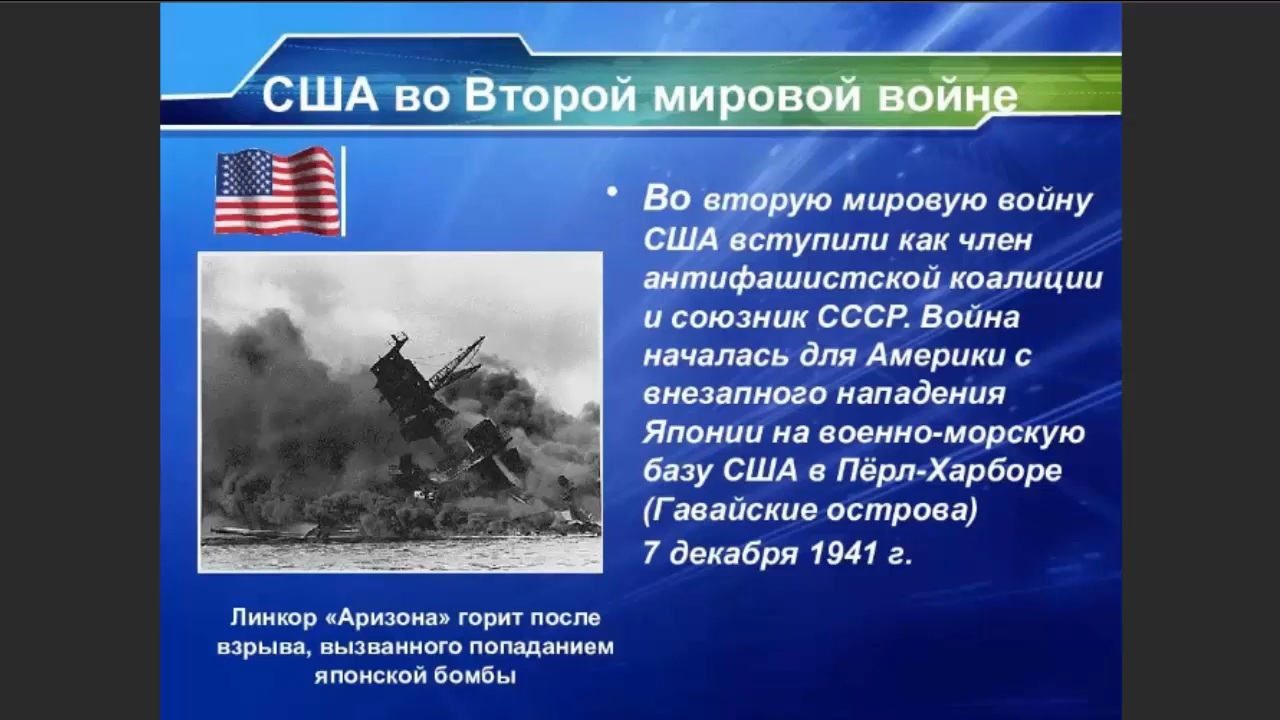 США во Второй мировой войне
• Во вторую мировую войну
США вступили как член
антифашистской коалиции
и союзник СССР. Война
началась для Америки с
внезапного нападения
Японии на военно-морскую
базу США в Пёрл-Харборе
(Гавайские острова)
7 декабря 1941 г.
Линкор «Аризона» горит после
взрыва, вызванного попаданием
японской бомбы